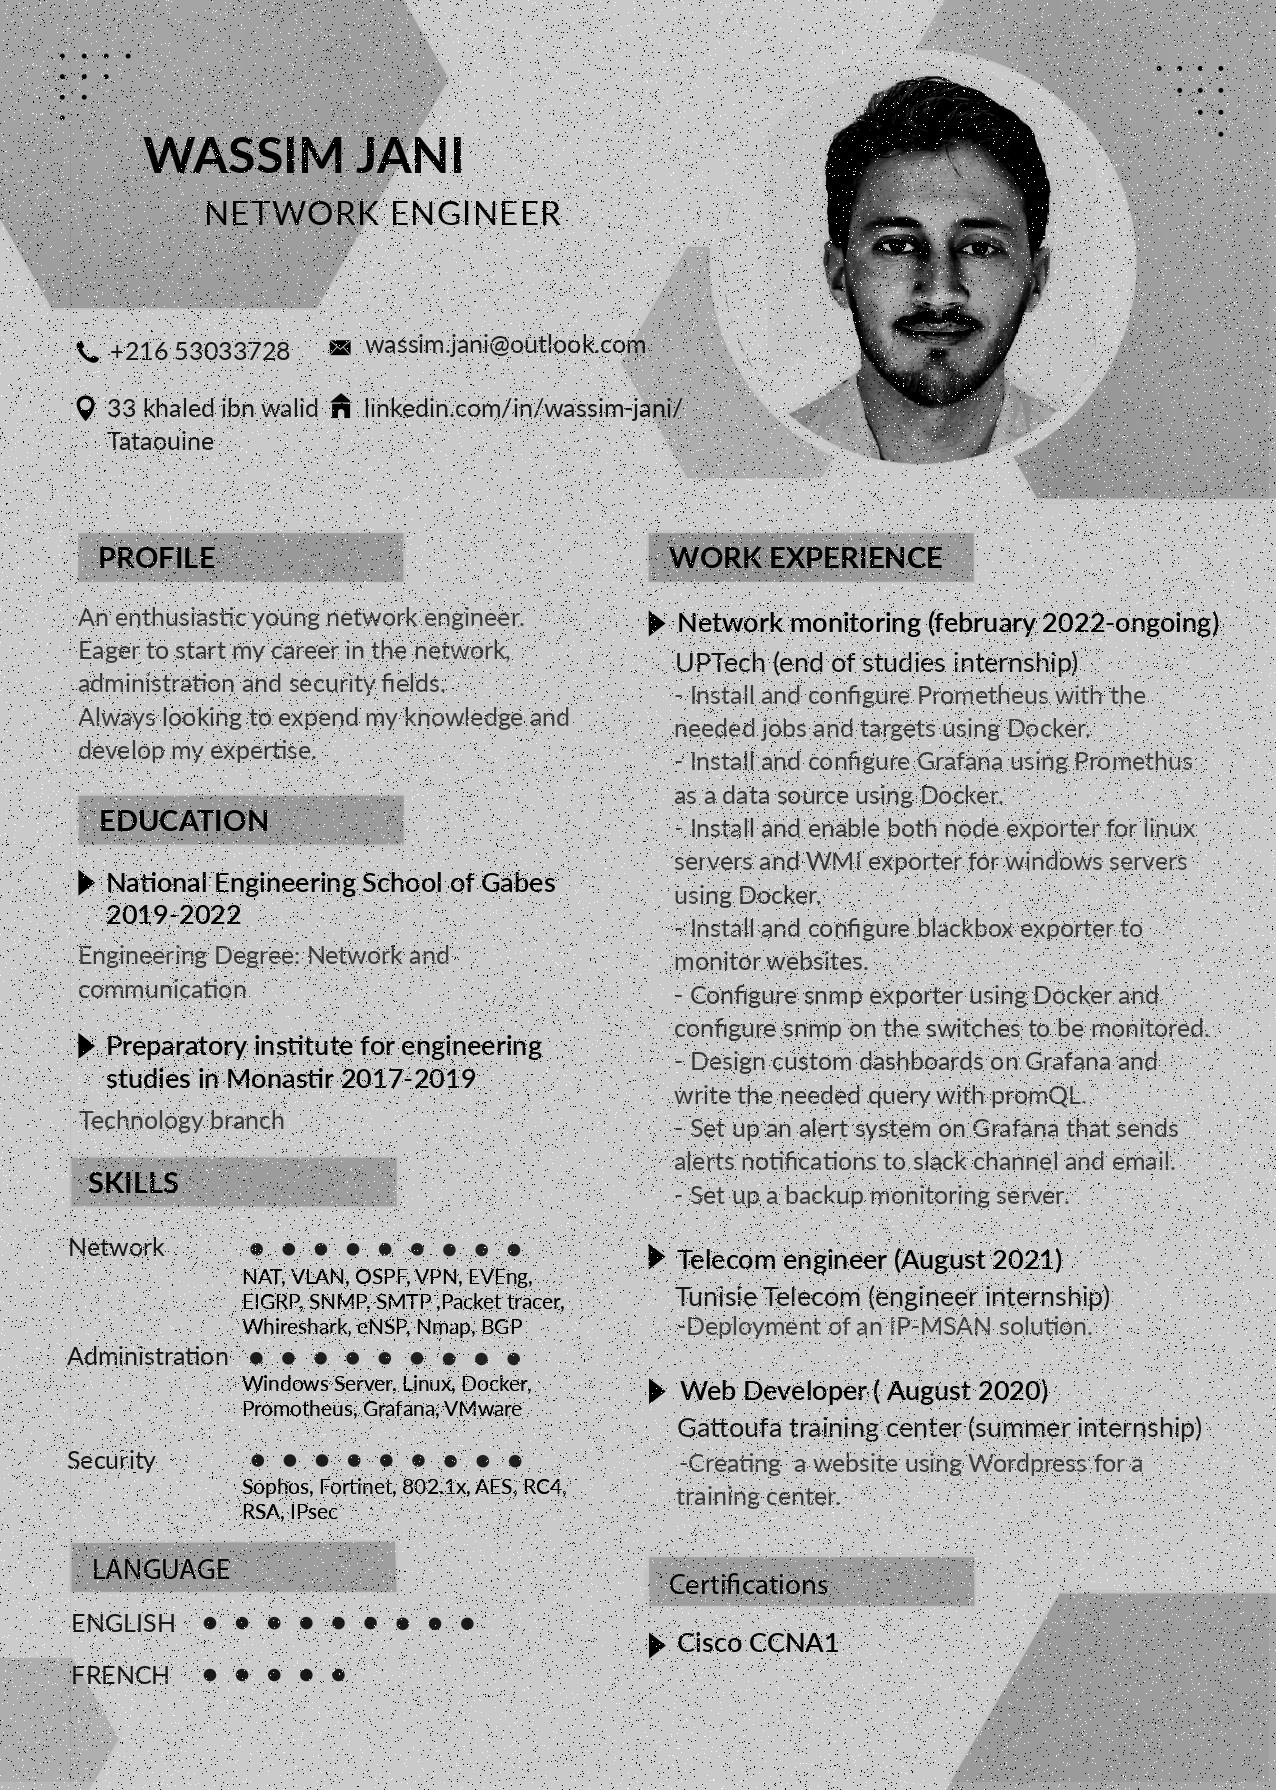 WASSIM JANI
NETWORK ENGINEER
+216 53033728
wassim.jani@outlook.com
33 khaled ibn walid
Tataouine
linkedin.com/in/wassim-jani/
PROFILE
An enthusiastic young network engineer.
Eager to start my career in the network,
administration and security fields.
Always looking to expend my knowledge and
develop my expertise.
EDUCATION
National Engineering School of Gabes
2019-2022
Engineering Degree: Network and
communication
Preparatory institute for engineering
studies in Monastir 2017-2019
Technology branch
SKILLS
Network
NAT, VLAN, OSPF, VPN, EVEng,
EIGRP, SNMP, SMTP ,Packet tracer,
Whireshark, eNSP, Nmap, BGP
Administration
Windows Server, Linux, Docker,
Promotheus, Grafana, VMware
Security
Sophos, Fortinet, 802.1x, AES, RC4,
RSA, IPsec
LANGUAGE
ENGLISH
FRENCH
WORK EXPERIENCE
Network monitoring (february 2022-ongoing)
UPTech (end of studies internship)
- Install and configure Prometheus with the
needed jobs and targets using Docker.
- Install and configure Grafana using Promethus
as a data source using Docker.
- Install and enable both node exporter for linux
servers and WMI exporter for windows servers
using Docker.
- Install and configure blackbox exporter to
monitor websites.
- Configure snmp exporter using Docker and
configure snmp on the switches to be monitored.
- Design custom dashboards on Grafana and
write the needed query with promQL.
- Set up an alert system on Grafana that sends
alerts notifications to slack channel and email.
- Set up a backup monitoring server.
Telecom engineer (August 2021)
Tunisie Telecom (engineer internship)
-Deployment of an IP-MSAN solution.
Web Developer ( August 2020)
Gattoufa training center (summer internship)
-Creating  a website using Wordpress for a
training center.
Certifications
Cisco CCNA1